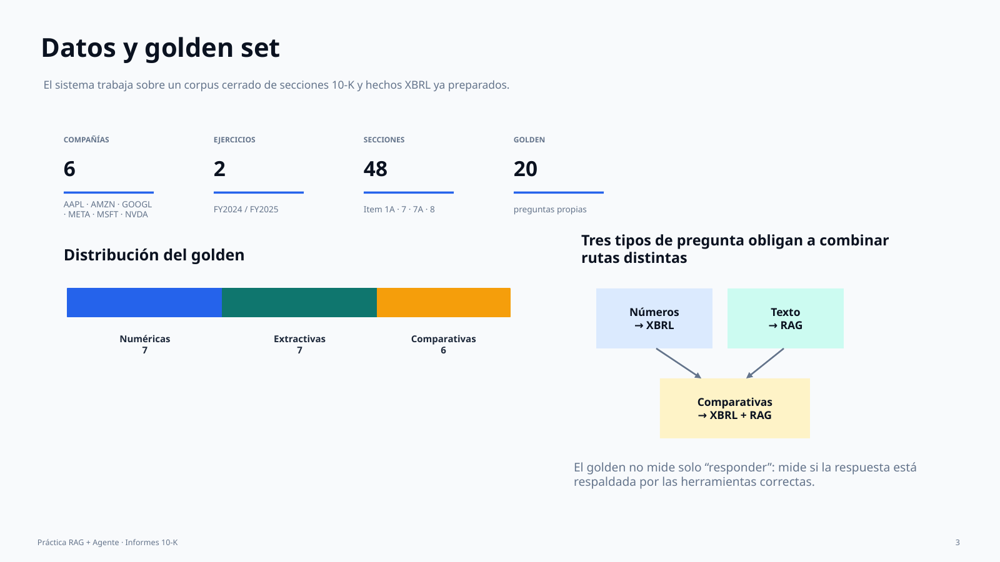 Datos y golden set
El sistema trabaja sobre un corpus cerrado de secciones 10-K y hechos XBRL ya preparados.
COMPAÑÍAS
6
AAPL · AMZN · GOOGL
· META · MSFT · NVDA
EJERCICIOS
2
FY2024 / FY2025
SECCIONES
48
Item 1A · 7 · 7A · 8
GOLDEN
20
preguntas propias
Distribución del golden
Numéricas
7
Extractivas
7
Comparativas
6
Tres tipos de pregunta obligan a combinar
rutas distintas
Números
→ XBRL
Texto
→ RAG
Comparativas
→ XBRL + RAG
El golden no mide solo “responder”: mide si la respuesta está
respaldada por las herramientas correctas.
Práctica RAG + Agente · Informes 10-K
3